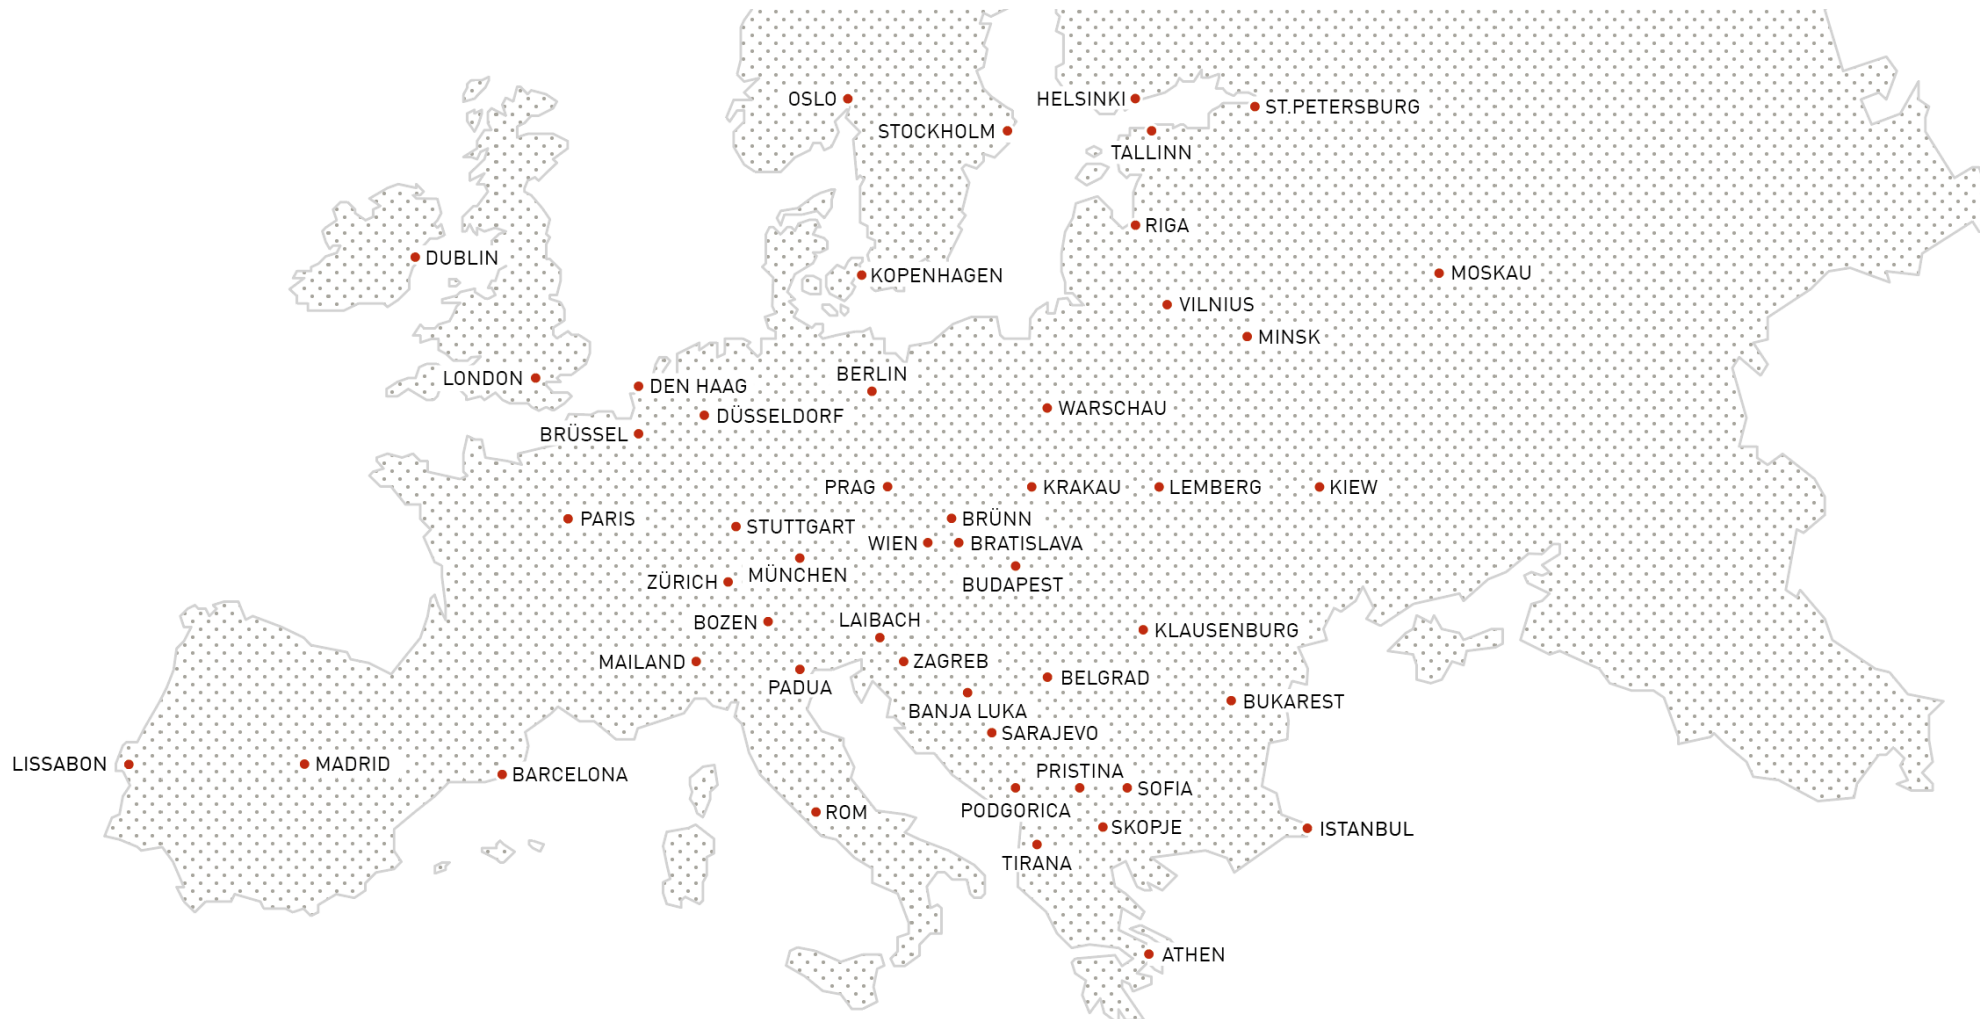 OSLO
HELSINKI
ST.PETERSBURG
STOCKHOLM
TALLINN
RIGA
DUBLIN
KOPENHAGEN
MOSKAU
VILNIUS
MINSK
LONDON
DEN HAAG
BERLIN
DÜSSELDORF
WARSCHAU
BRÜSSEL
PRAG
KRAKAU
LEMBERG
KIEW
PARIS
STUTTGART
BRÜNN
WIEN
BRATISLAVA
MÜNCHEN
ZÜRICH
BUDAPEST
BOZEN
LAIBACH
KLAUSENBURG
MAILAND
ZAGREB
PADUA
BELGRAD
BANJA LUKA
BUKAREST
SARAJEVO
LISSABON
MADRID
BARCELONA
PRISTINA
SOFIA
PODGORICA
ROM
SKOPJE
ISTANBUL
TIRANA
ATHEN